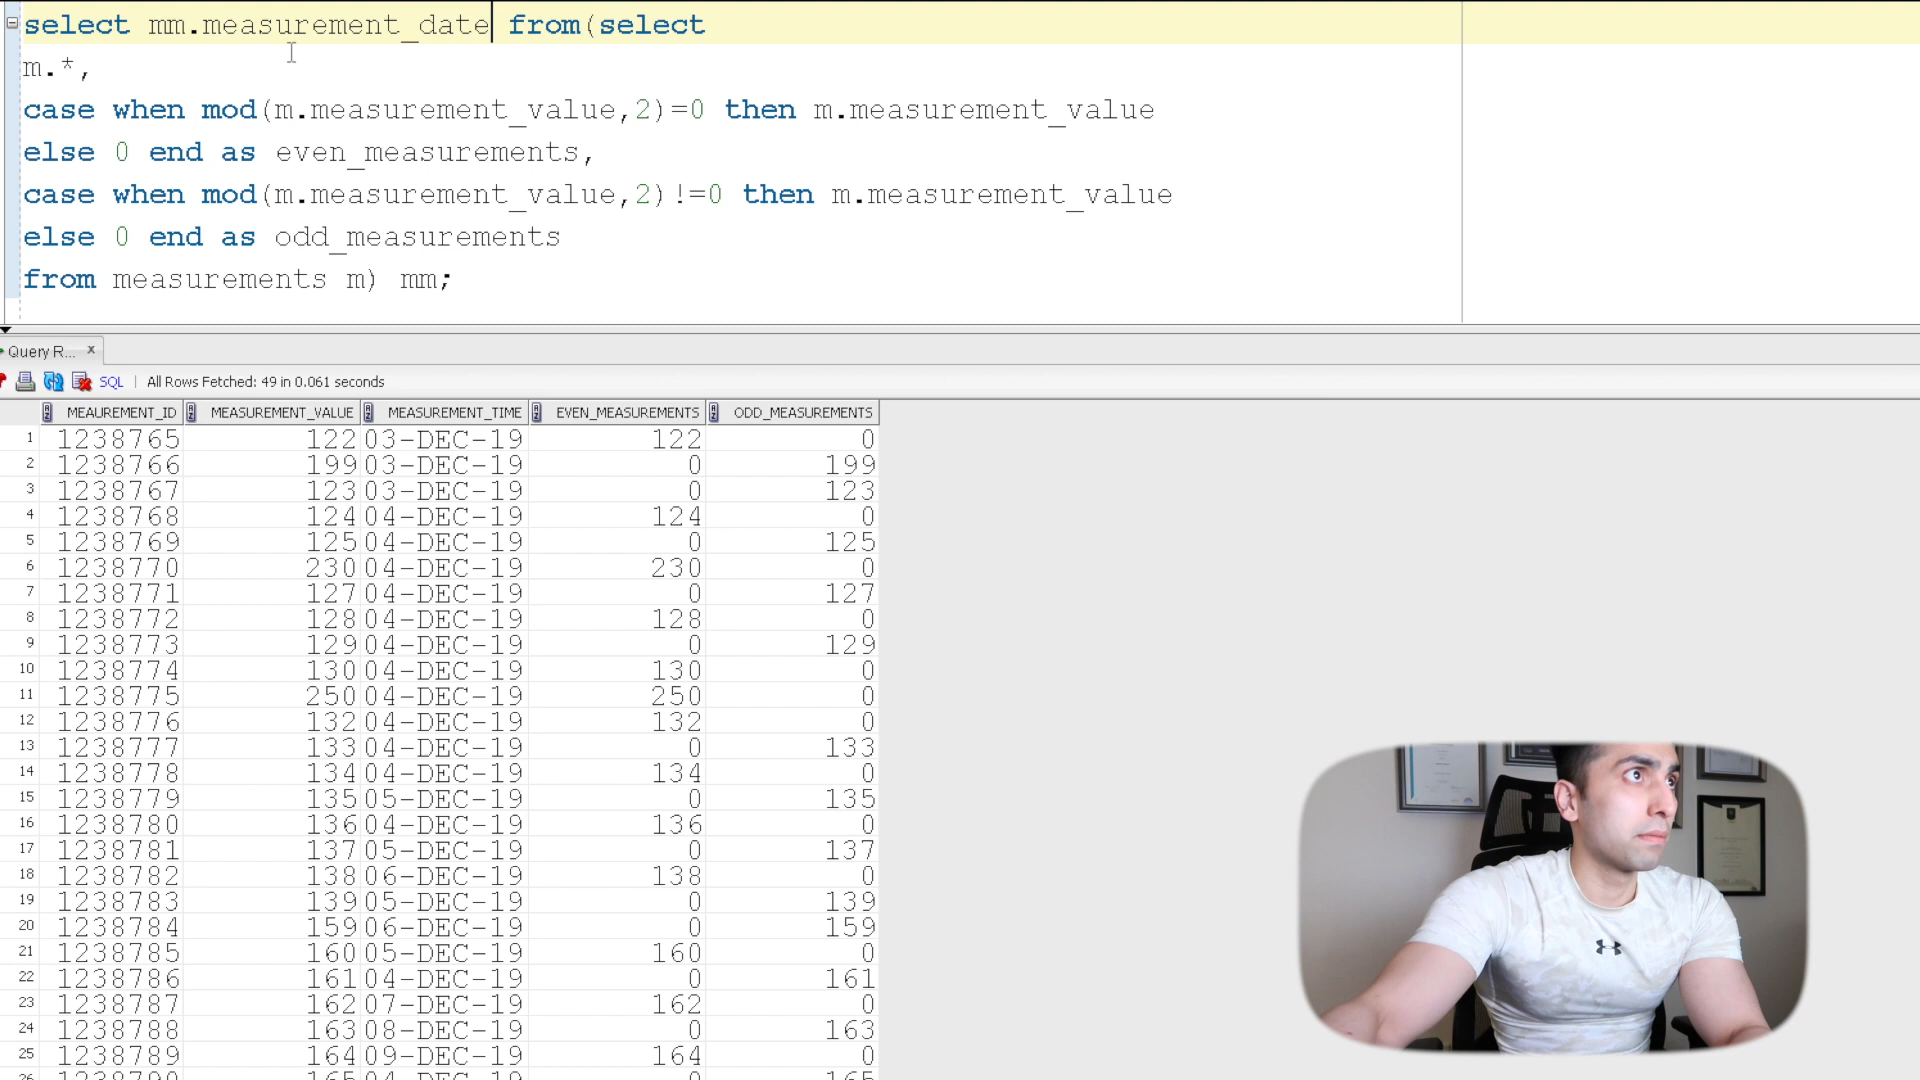 select mm.measurement_date from(select
m.*,
case when mod(m.measurement_value,2)=0 then m.measurement_value
else 0 end as even_measurements,
case when mod(m.measurement_value,2)!=0 then m.measurement_value
else 0 end as odd_measurements
from measurements m) mm;
Query R... x
SQL | All Rows Fetched: 49 in 0.061 seconds
MEAUREMENT_ID MEASUREMENT_VALUE MEASUREMENT_TIME EVEN_MEASUREMENTS ODD_MEASUREMENTS
1 1238765 122 03-DEC-19 122 0
2 1238766 199 03-DEC-19 0 199
3 1238767 123 03-DEC-19 0 123
4 1238768 124 04-DEC-19 124 0
5 1238769 125 04-DEC-19 0 125
6 1238770 230 04-DEC-19 230 0
7 1238771 127 04-DEC-19 0 127
8 1238772 128 04-DEC-19 128 0
9 1238773 129 04-DEC-19 0 129
10 1238774 130 04-DEC-19 130 0
11 1238775 250 04-DEC-19 250 0
12 1238776 132 04-DEC-19 132 0
13 1238777 133 04-DEC-19 0 133
14 1238778 134 04-DEC-19 134 0
15 1238779 135 05-DEC-19 0 135
16 1238780 136 04-DEC-19 136 0
17 1238781 137 05-DEC-19 0 137
18 1238782 138 06-DEC-19 138 0
19 1238783 139 05-DEC-19 0 139
20 1238784 159 06-DEC-19 0 159
21 1238785 160 05-DEC-19 160 0
22 1238786 161 04-DEC-19 0 161
23 1238787 162 07-DEC-19 162 0
24 1238788 163 08-DEC-19 0 163
25 1238789 164 09-DEC-19 164 0
26 1238790 165 04-DEC-19 0 165